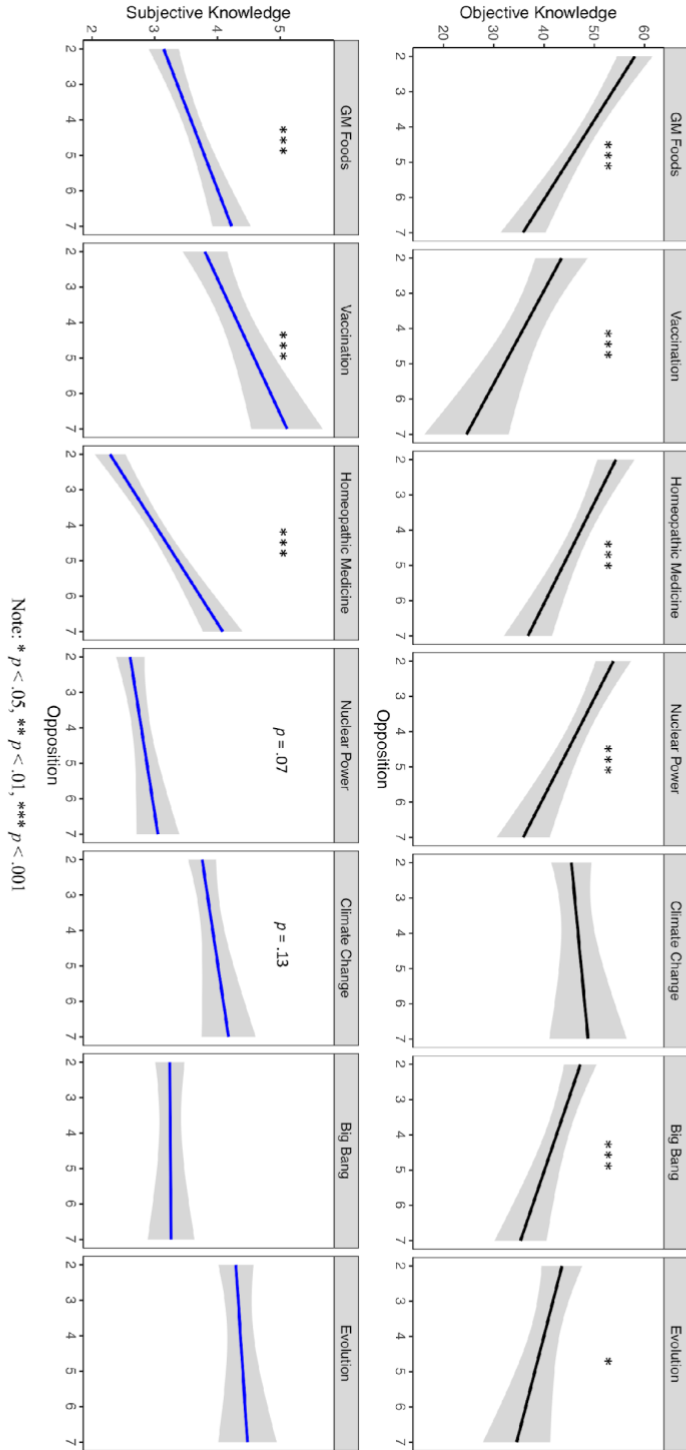 GM Foods Vaccination Homeopathic Medicine Nuclear Power Climate Change Big Bang Evolution
Objective Knowledge
60
50
40
30
20
*** *** *** *** *** *
2 3 4 5 6 7 2 3 4 5 6 7 2 3 4 5 6 7 2 3 4 5 6 7 2 3 4 5 6 7 2 3 4 5 6 7 2 3 4 5 6 7
Opposition
GM Foods Vaccination Homeopathic Medicine Nuclear Power Climate Change Big Bang Evolution
Subjective Knowledge
5
4
3
2
*** *** *** p = .07 p = .13
2 3 4 5 6 7 2 3 4 5 6 7 2 3 4 5 6 7 2 3 4 5 6 7 2 3 4 5 6 7 2 3 4 5 6 7 2 3 4 5 6 7
Opposition
Note: * p < .05, ** p < .01, *** p < .001